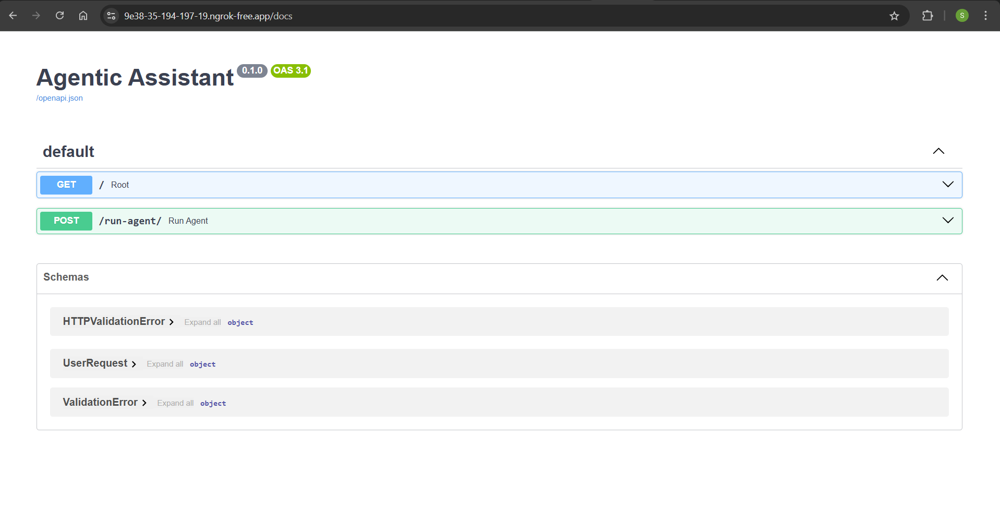 9e38-35-194-197-19.ngrok-free.app/docs
S
Agentic Assistant 0.1.0 OAS 3.1
/openapi.json
default
GET / Root
POST /run-agent/ Run Agent
Schemas
HTTPValidationError Expand all object
UserRequest Expand all object
ValidationError Expand all object